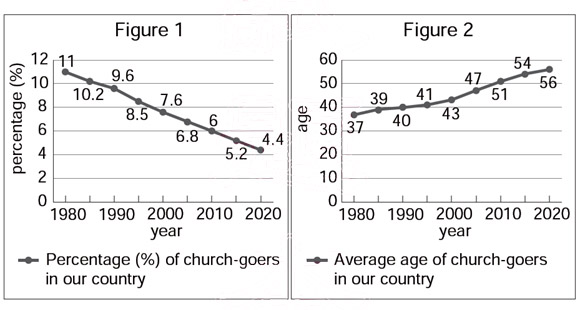 Figure 1
percentage (%)
12
10
8
6
4
2
0
11
10.2
9.6
8.5
7.6
6.8
6
5.2
4.4
1980 1990 2000 2010 2020
year
Percentage (%) of church-goers
in our country
Figure 2
age
60
50
40
30
20
10
0
37
39
40
41
43
47
51
54
56
1980 1990 2000 2010 2020
year
Average age of church-goers
in our country